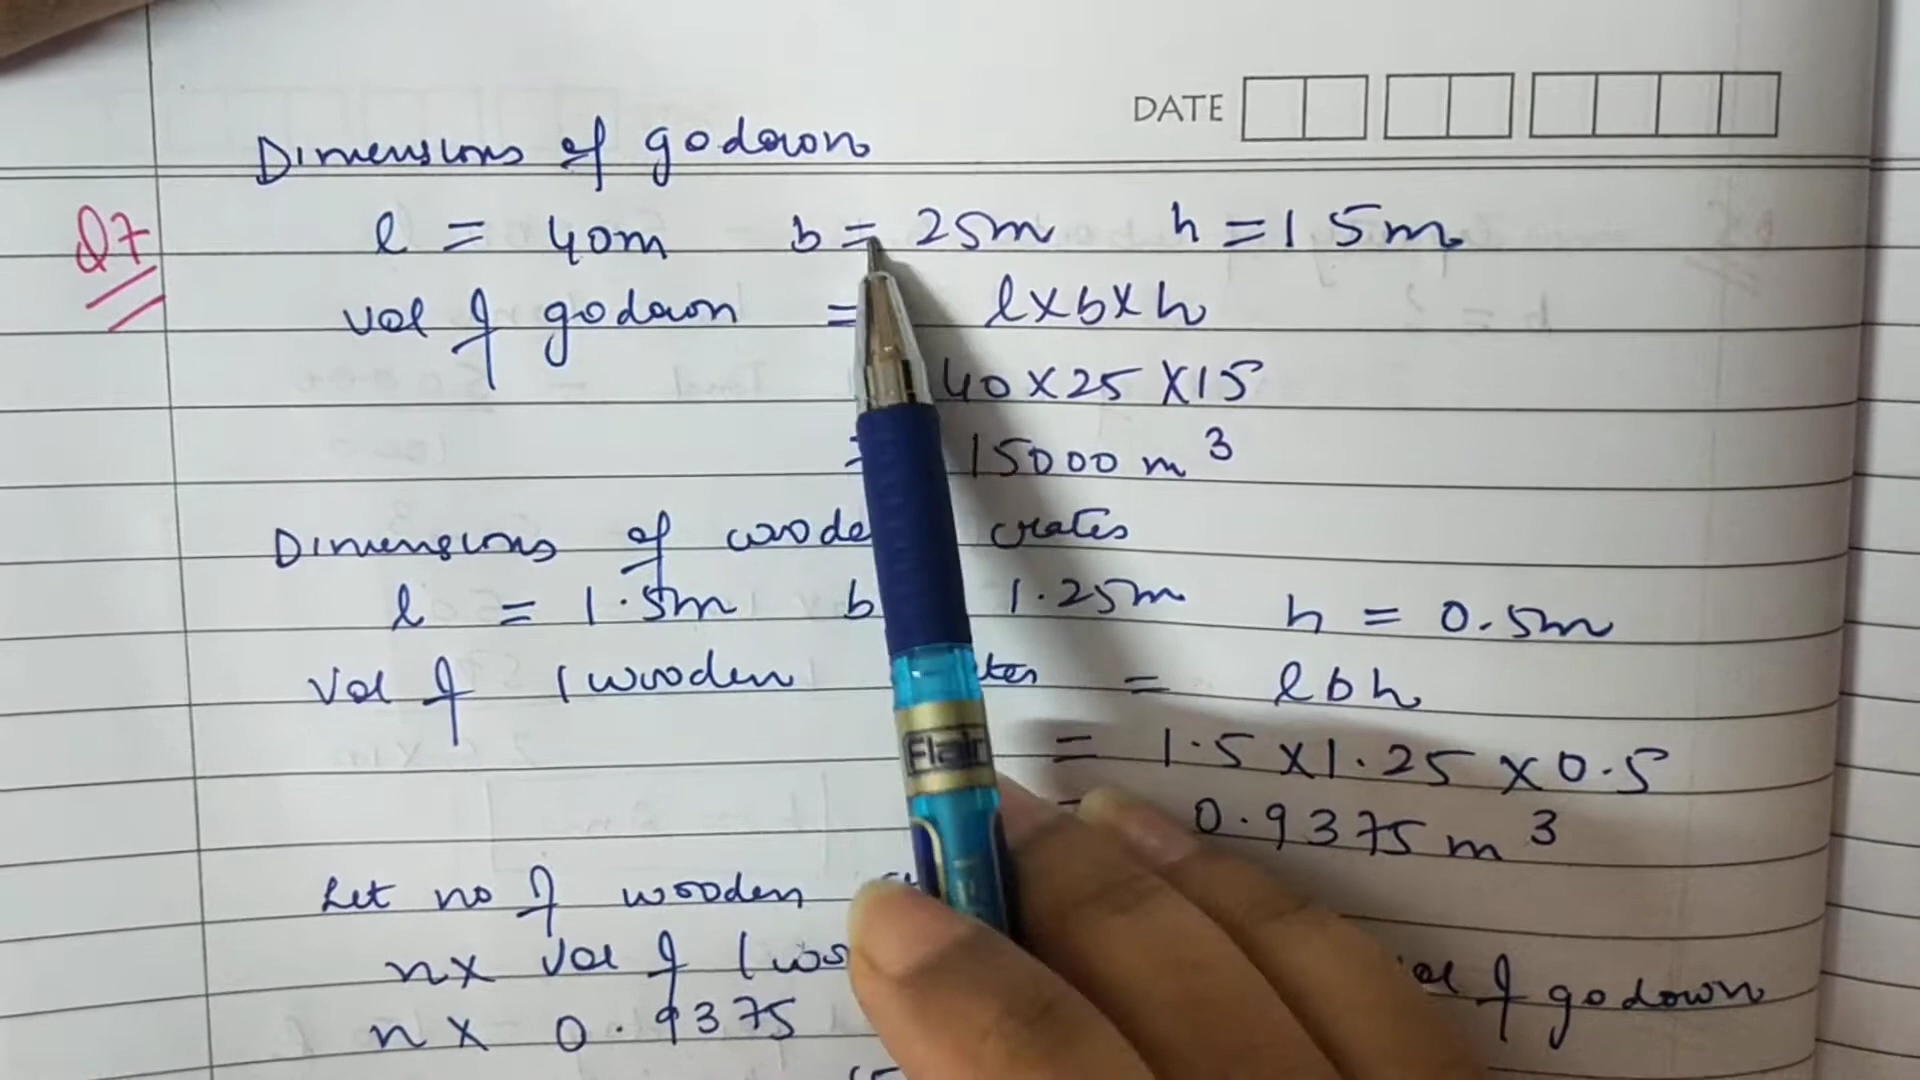 DATE
Dimensions of godown
Q7
l = 40m b = 25m h = 15m
vol of godown = l×b×h
40×25×15
= 15000 m³
Dimensions of woode crates
l = 1.5m b 1.25m h = 0.5m
Vol of 1 wooden = lbh
= 1.5×1.25×0.5
= 0.9375 m³
Flair
Let no of wooden
n× vol of 1 of godown
n× 0.9375